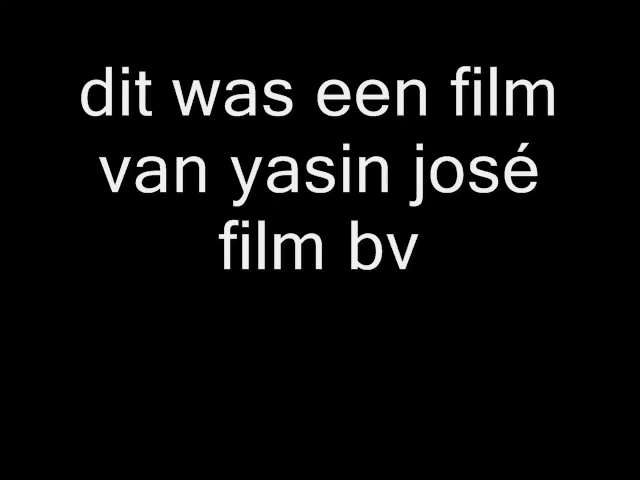 dit was een film
van yasin josé
film bv